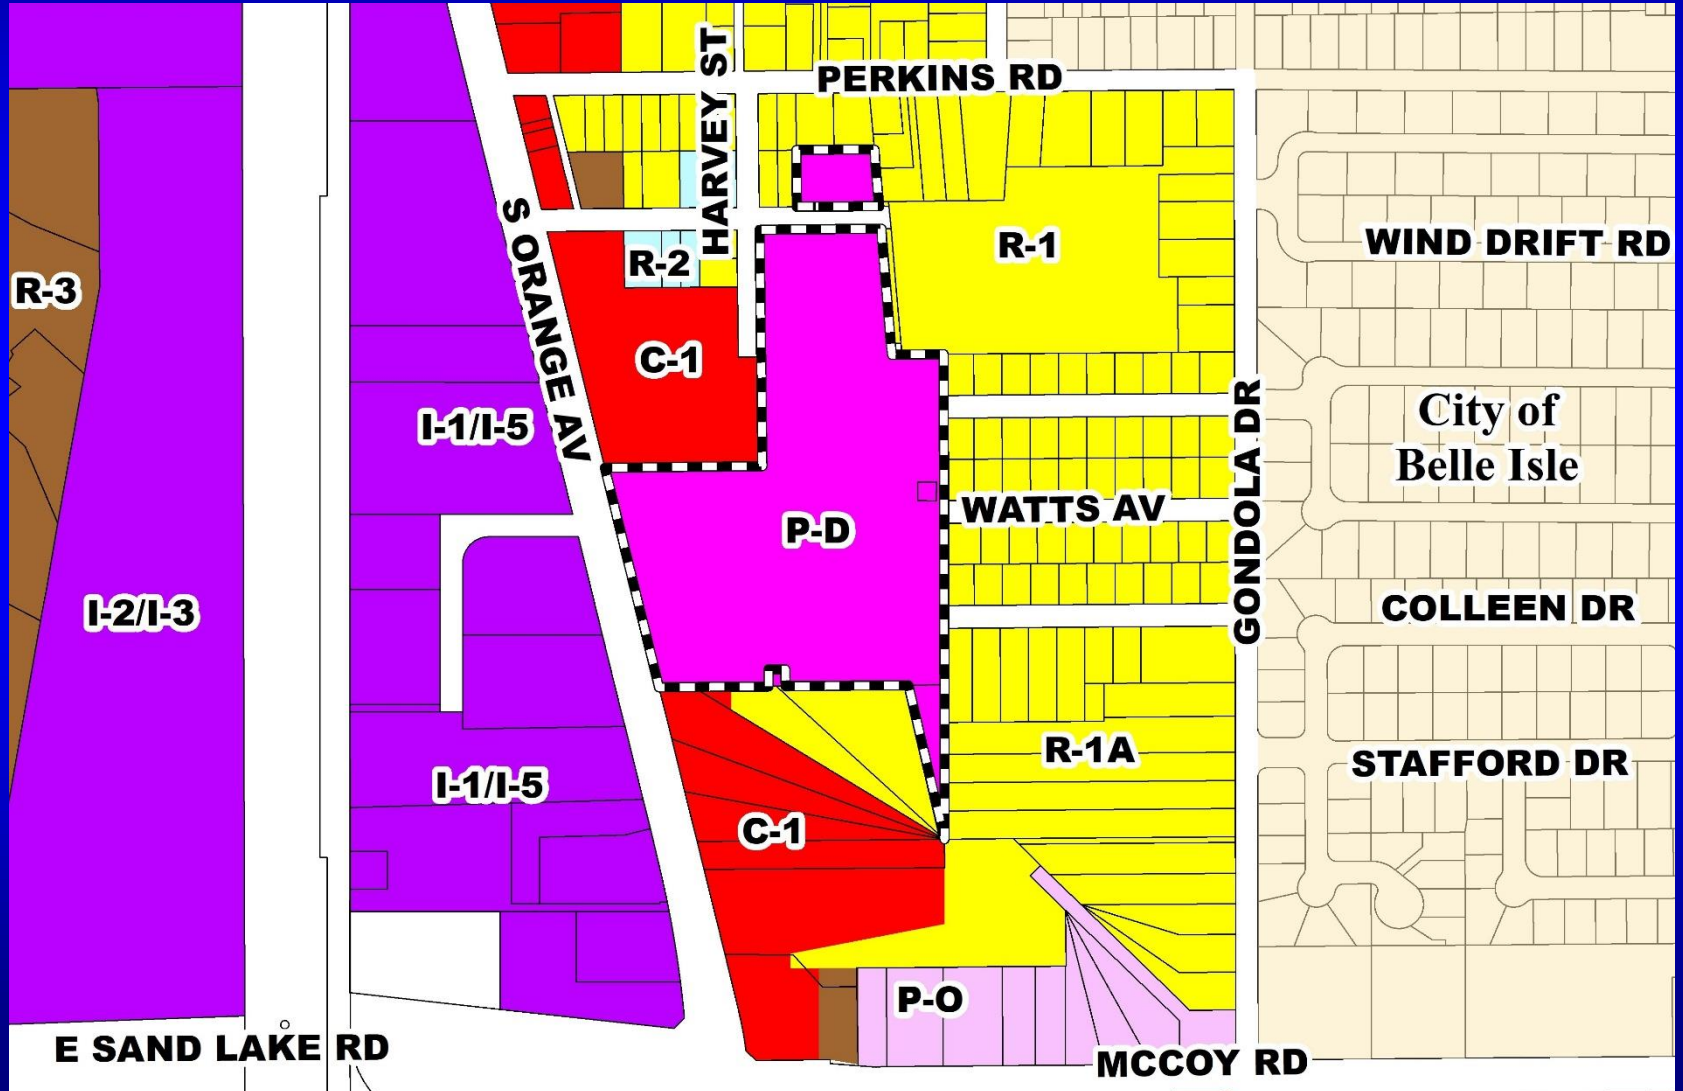 PERKINS RD
HARVEY ST
S ORANGE AV
R-1
WIND DRIFT RD
R-2
R-3
C-1
I-1/I-5
City of
Belle Isle
GONDOLA DR
WATTS AV
P-D
I-2/I-3
COLLEEN DR
R-1A
STAFFORD DR
I-1/I-5
C-1
P-O
E SAND LAKE RD
MCCOY RD